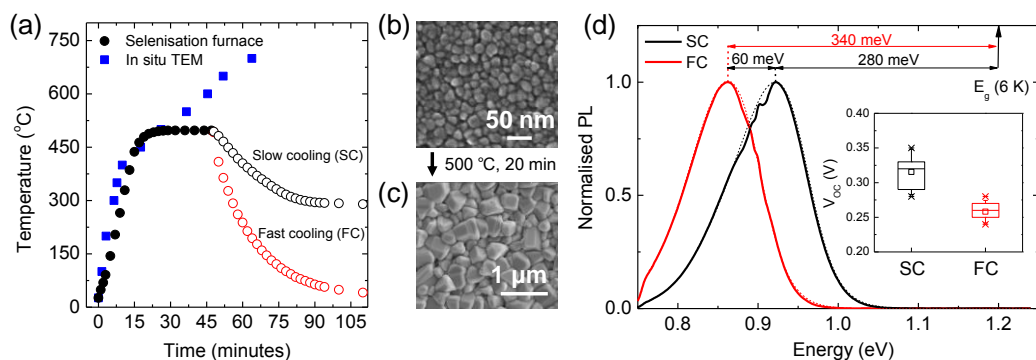 (a)
750
600
450
300
150
0
Temperature (°C)
Selenisation furnace
In situ TEM
Slow cooling (SC)
Fast cooling (FC)
0 15 30 45 60 75 90 105
Time (minutes)
(b)
50 nm
500 °C, 20 min
(c)
1 µm
(d)
SC
FC
340 meV
60 meV
280 meV
E_g (6 K)
Normalised PL
1.0
0.5
0.0
0.8 0.9 1.0 1.1 1.2
Energy (eV)
V_OC (V)
0.40
0.35
0.30
0.25
0.20
SC FC